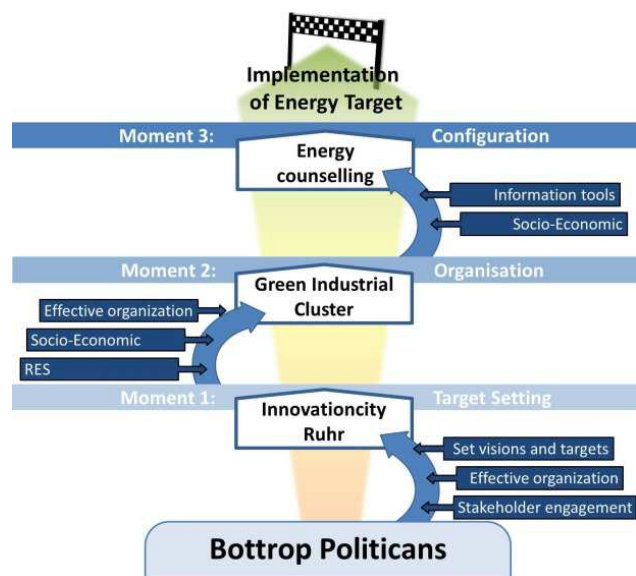 Implementation
of Energy Target
Moment 3: Configuration
Energy
counselling
Information tools
Socio-Economic
Moment 2: Organisation
Green Industrial
Cluster
Effective organization
Socio-Economic
RES
Moment 1: Target Setting
Innovationcity
Ruhr
Set visions and targets
Effective organization
Stakeholder engagement
Bottrop Politicans